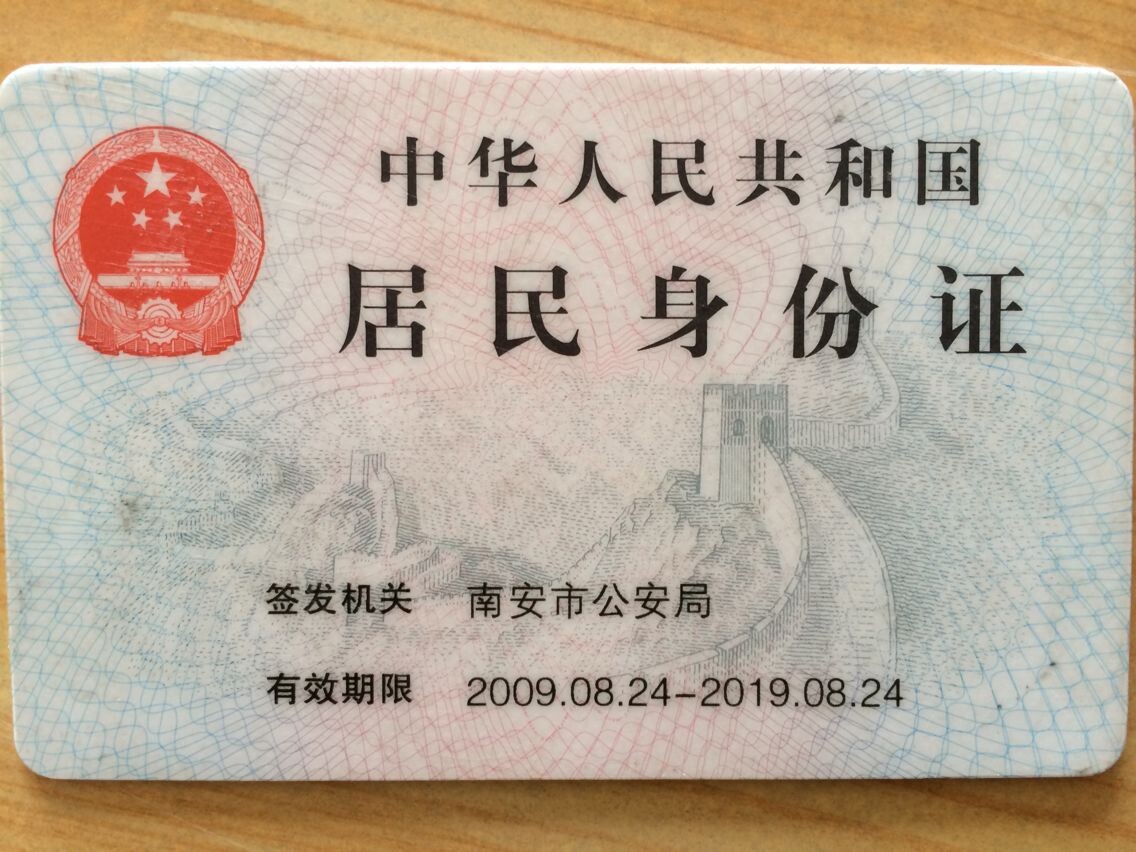 中华人民共和国
居民身份证
签发机关 南安市公安局
有效期限 2009.08.24-2019.08.24